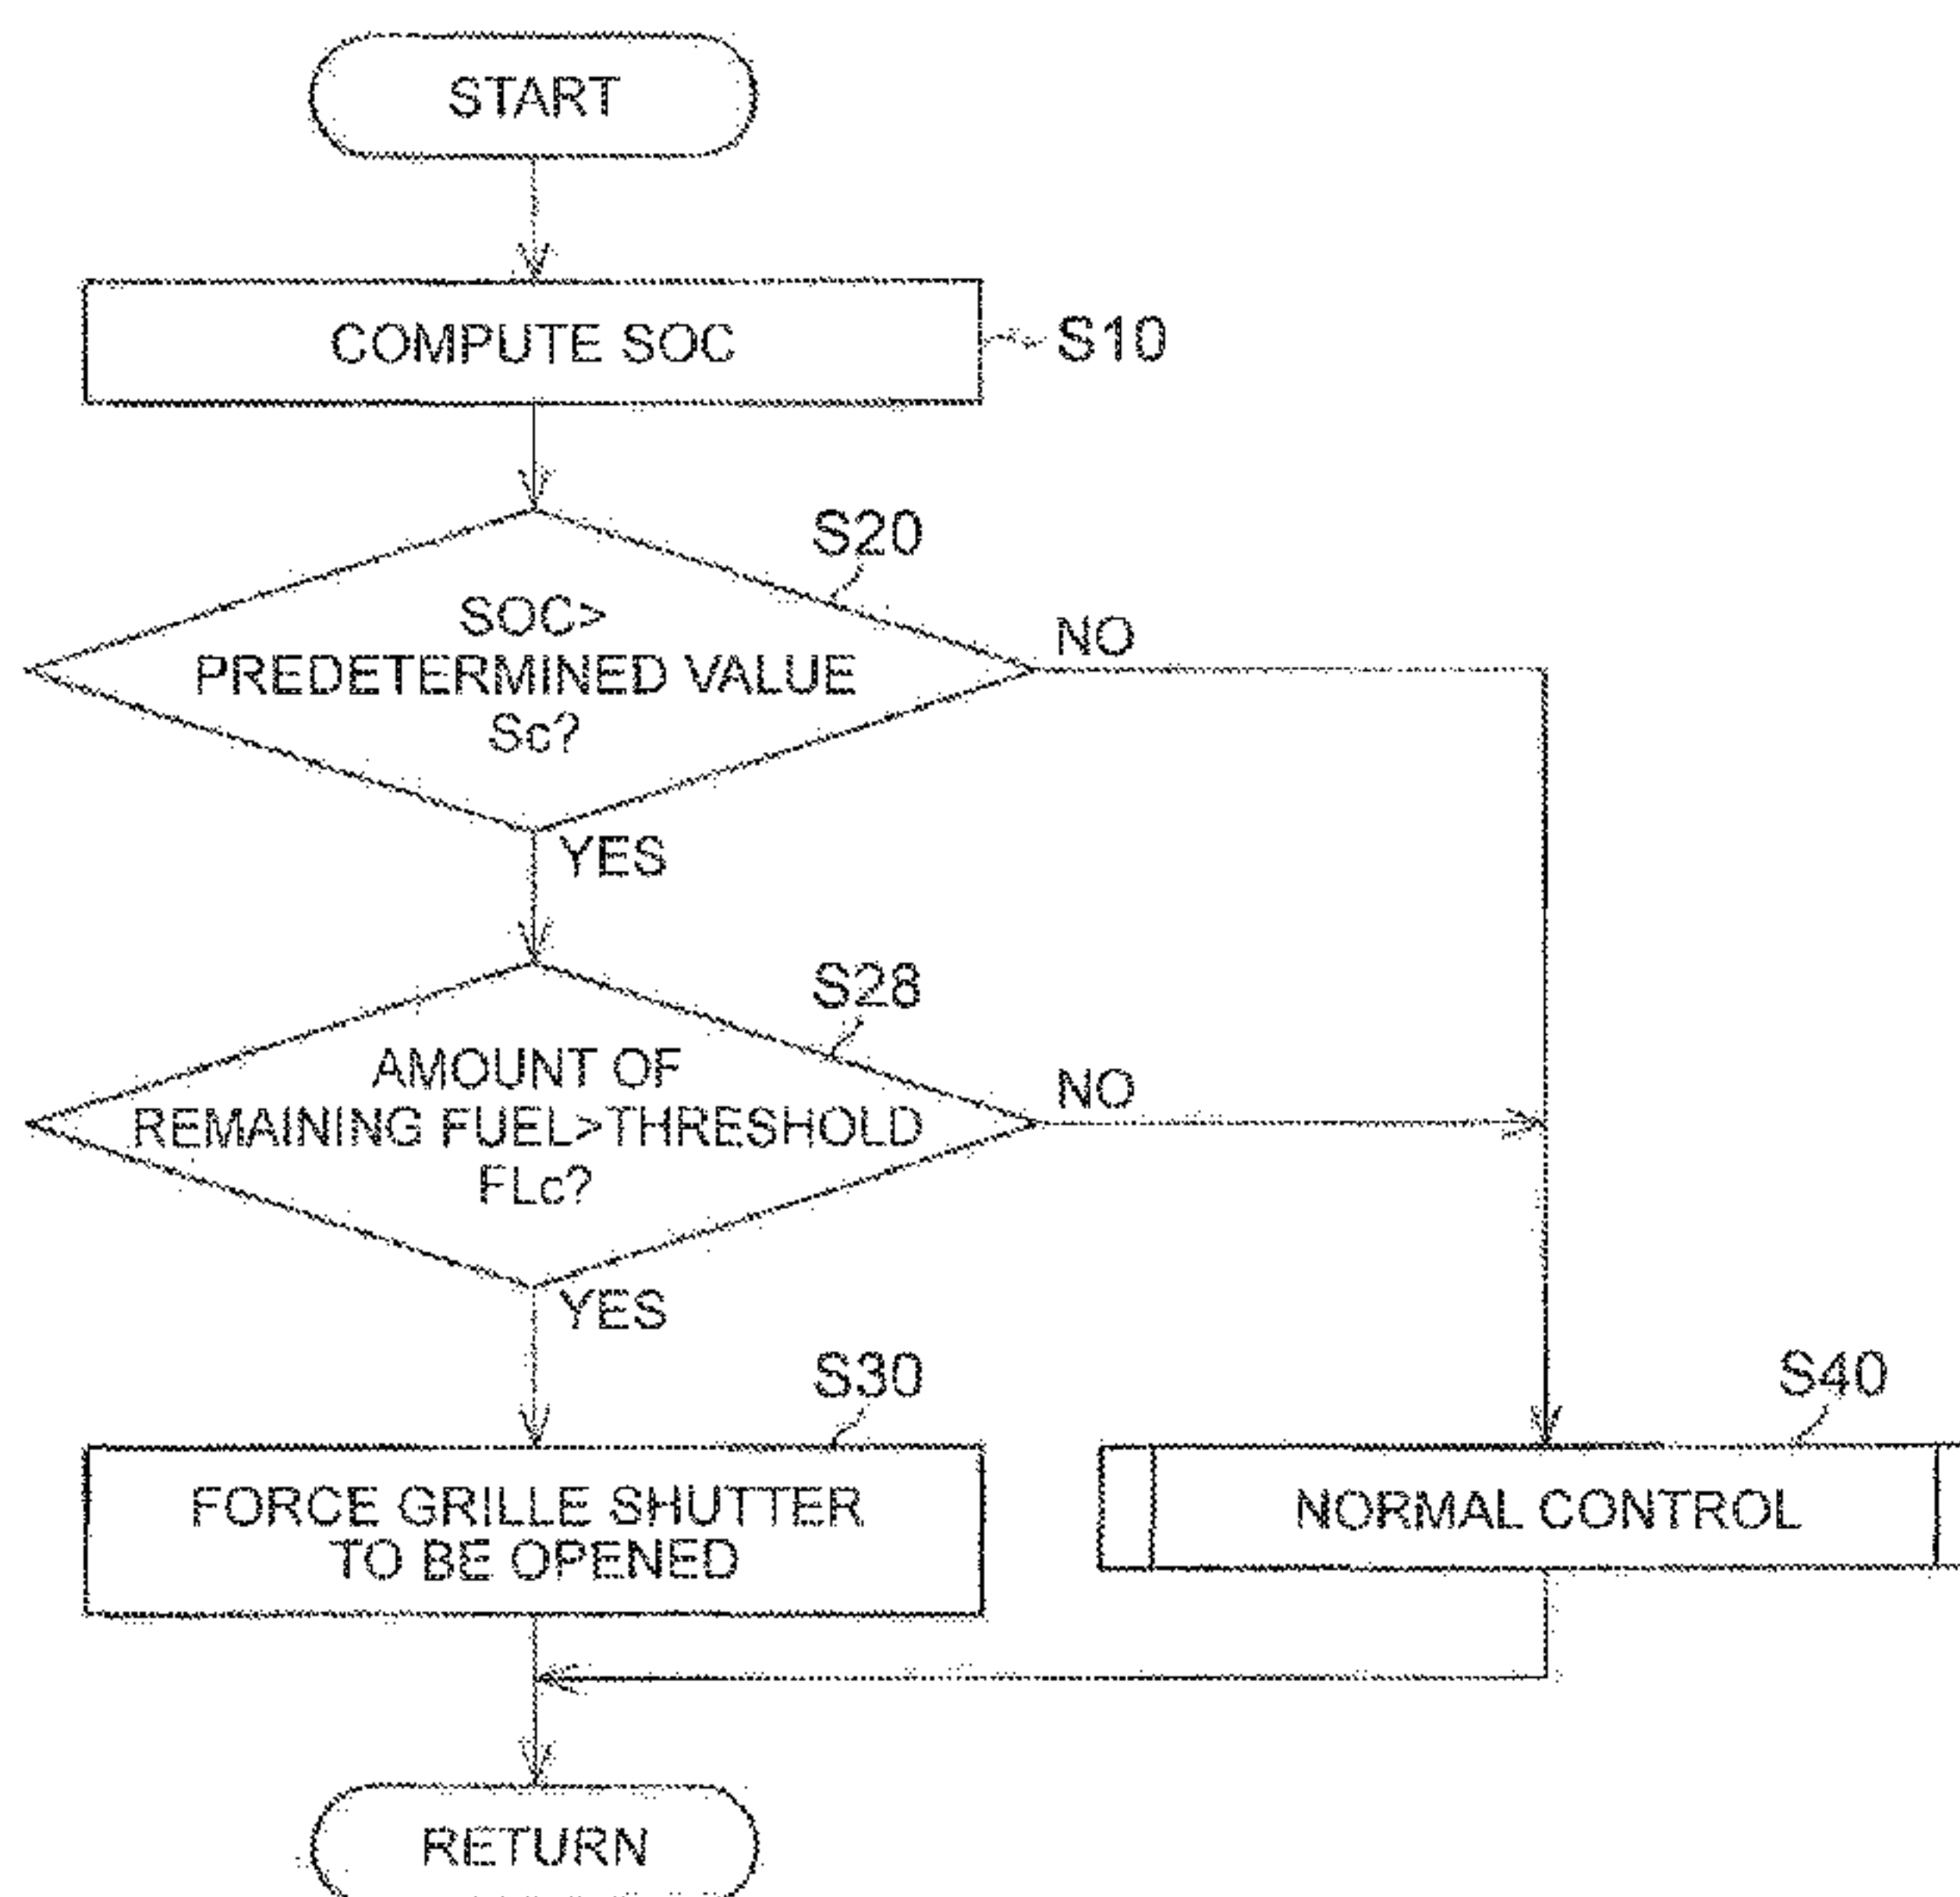 START
COMPUTE SOC
S10
S20
SOC>
PREDETERMINED VALUE
Sc?
NO
YES
S28
AMOUNT OF
REMAINING FUEL>THRESHOLD
FLc?
NO
YES
S30
FORCE GRILLE SHUTTER
TO BE OPENED
S40
NORMAL CONTROL
RETURN